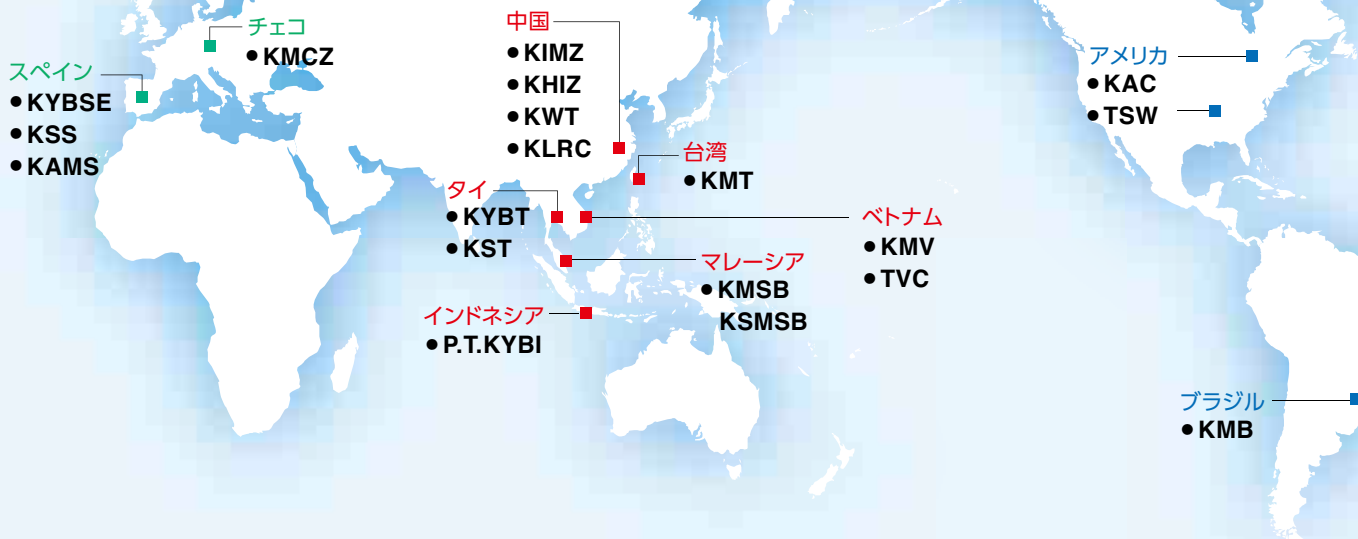 チェコ
● KMCZ
スペイン
● KYBSE
● KSS
● KAMS
中国
● KIMZ
● KHIZ
● KWT
● KLRC
台湾
● KMT
タイ
● KYBT
● KST
ベトナム
● KMV
● TVC
マレーシア
● KMSB
KSMSB
インドネシア
● P.T.KYBI
アメリカ
● KAC
● TSW
ブラジル
● KMB